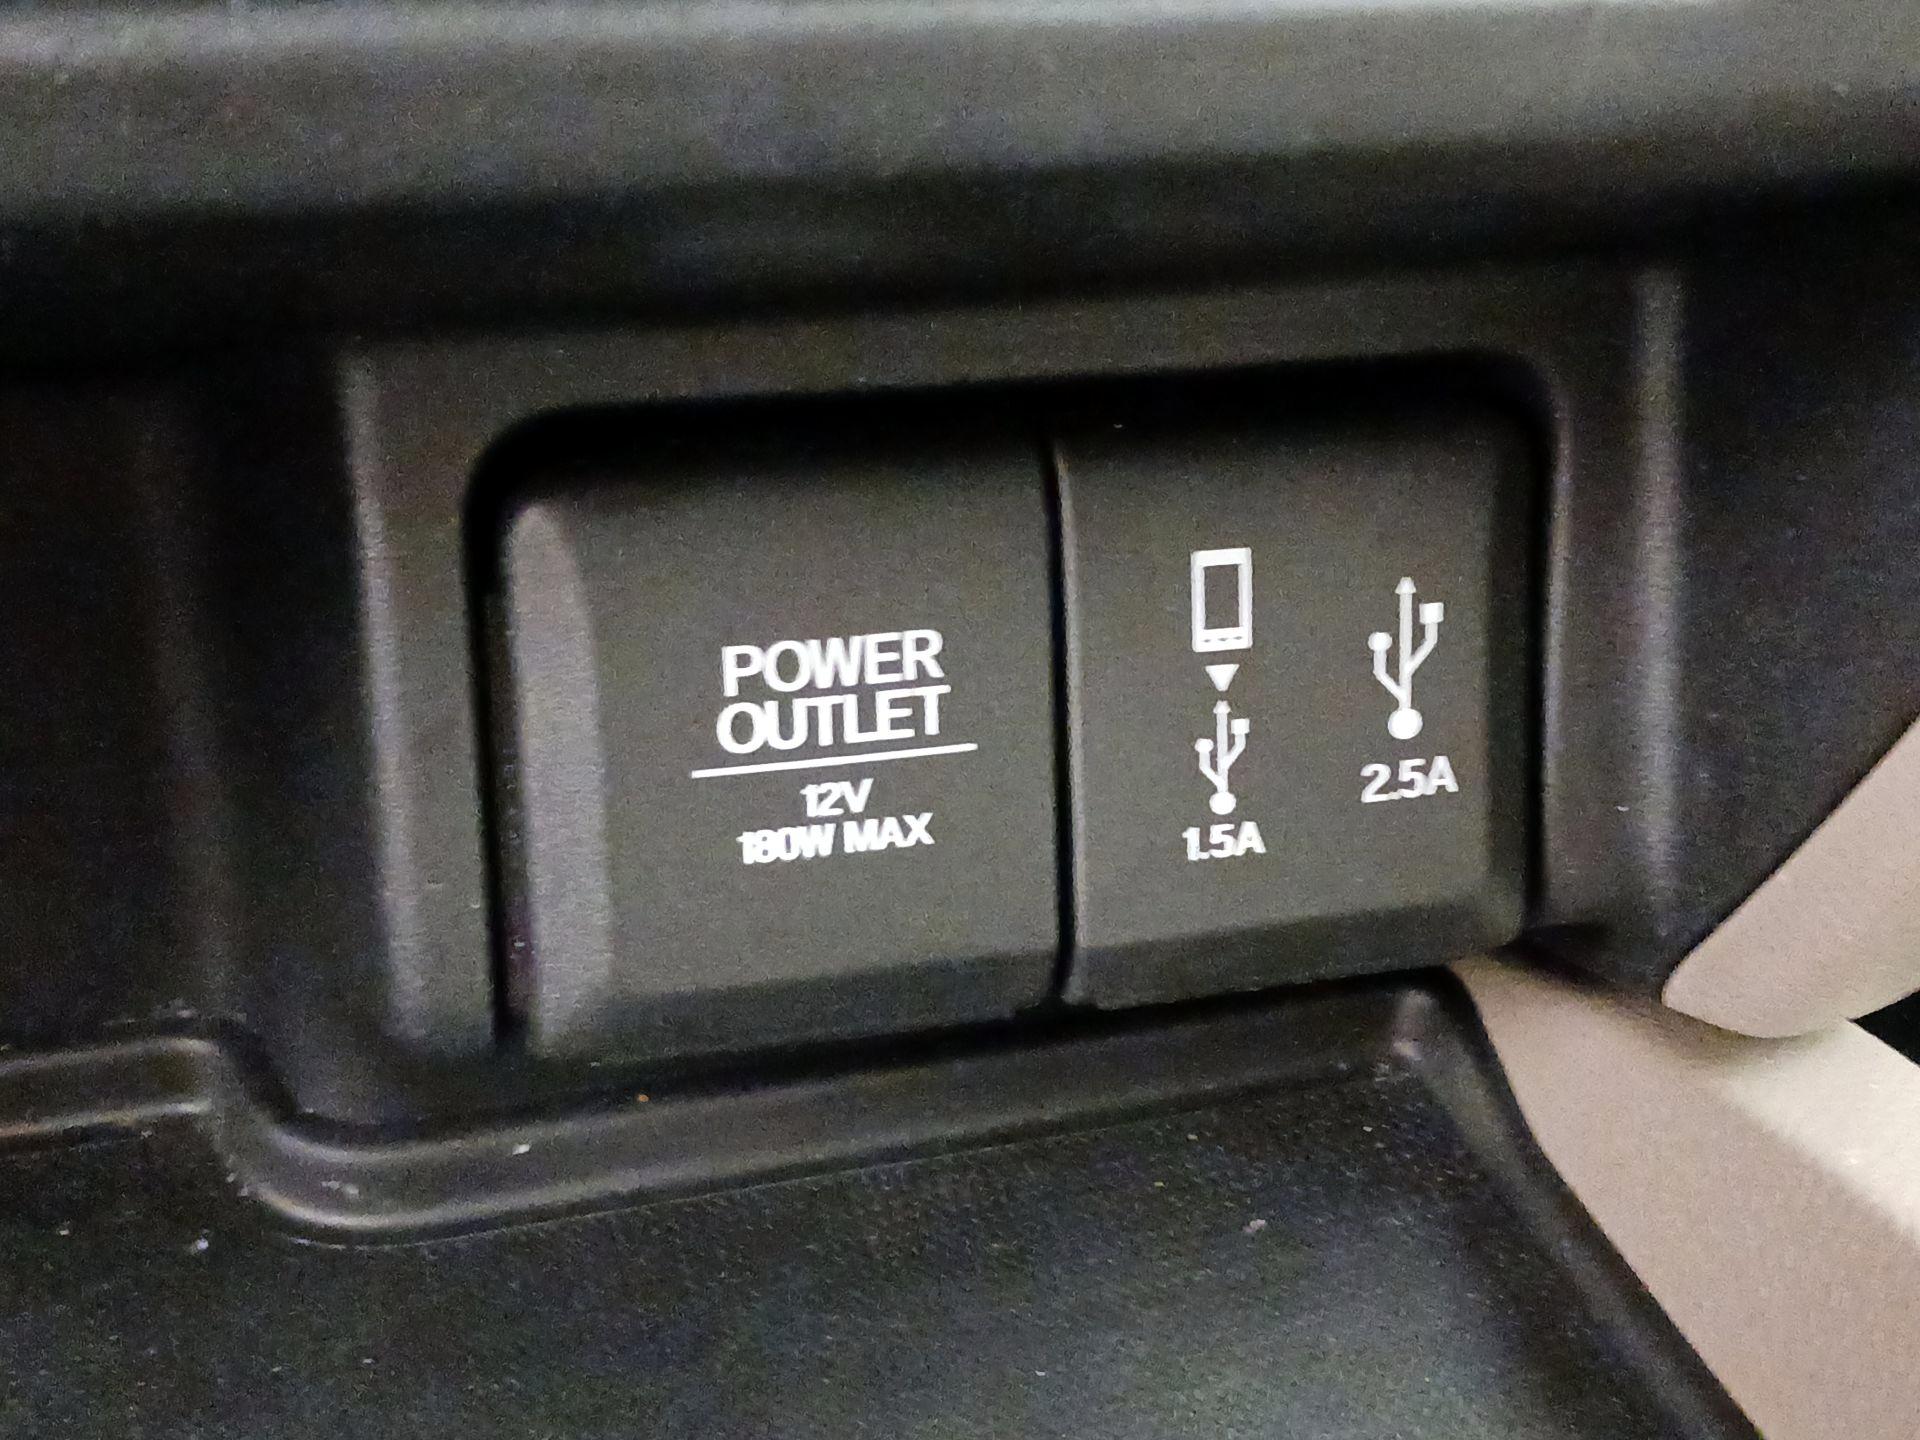 POWER
OUTLET
12V
180W MAX
1.5A
2.5A